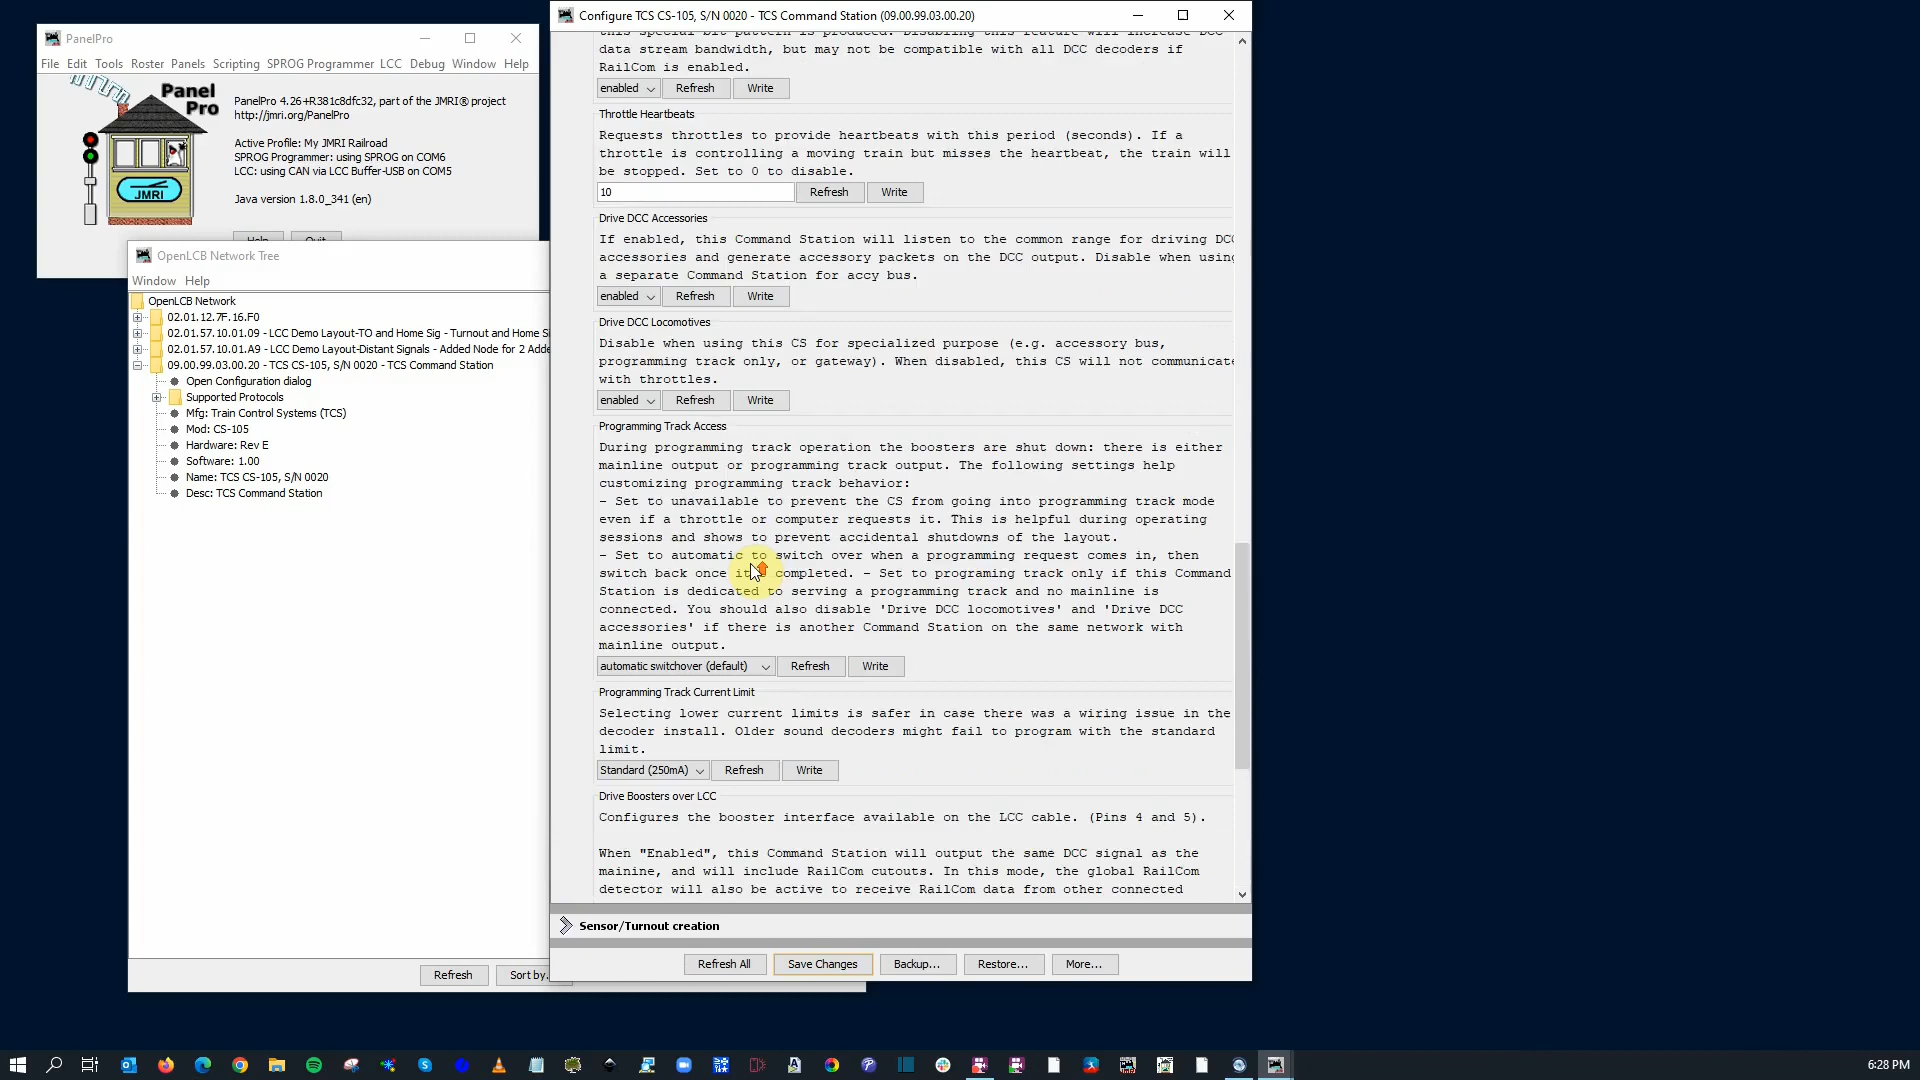 PanelPro
File Edit Tools Roster Panels Scripting SPROG Programmer LCC Debug Window Help
Panel
Pro
JMRI
PanelPro 4.26+R381c8dfc32, part of the JMRI® project
http://jmri.org/PanelPro
Active Profile: My JMRI Railroad
SPROG Programmer: using SPROG on COM6
LCC: using CAN via LCC Buffer-USB on COM5
Java version 1.8.0_341 (en)
Help Quit
OpenLCB Network Tree
Window Help
OpenLCB Network
02.01.12.7F.16.F0
02.01.57.10.01.09 - LCC Demo Layout-TO and Home Sig - Turnout and Home S
02.01.57.10.01.A9 - LCC Demo Layout-Distant Signals - Added Node for 2 Adde
09.00.99.03.00.20 - TCS CS-105, S/N 0020 - TCS Command Station
Open Configuration dialog
Supported Protocols
Mfg: Train Control Systems (TCS)
Mod: CS-105
Hardware: Rev E
Software: 1.00
Name: TCS CS-105, S/N 0020
Desc: TCS Command Station
Refresh Sort by.
Configure TCS CS-105, S/N 0020 - TCS Command Station (09.00.99.03.00.20)
this special bit pattern is produced. Disabling this feature will increase DCC
data stream bandwidth, but may not be compatible with all DCC decoders if
RailCom is enabled.
enabled Refresh Write
Throttle Heartbeats
Requests throttles to provide heartbeats with this period (seconds). If a
throttle is controlling a moving train but misses the heartbeat, the train will
be stopped. Set to 0 to disable.
10 Refresh Write
Drive DCC Accessories
If enabled, this Command Station will listen to the common range for driving DCC
accessories and generate accessory packets on the DCC output. Disable when using
a separate Command Station for accy bus.
enabled Refresh Write
Drive DCC Locomotives
Disable when using this CS for specialized purpose (e.g. accessory bus,
programming track only, or gateway). When disabled, this CS will not communicate
with throttles.
enabled Refresh Write
Programming Track Access
During programming track operation the boosters are shut down: there is either
mainline output or programming track output. The following settings help
customizing programming track behavior:
- Set to unavailable to prevent the CS from going into programming track mode
even if a throttle or computer requests it. This is helpful during operating
sessions and shows to prevent accidental shutdowns of the layout.
- Set to automatic to switch over when a programming request comes in, then
switch back once completed. - Set to programing track only if this Command
Station is dedicated to serving a programming track and no mainline is
connected. You should also disable 'Drive DCC locomotives' and 'Drive DCC
accessories' if there is another Command Station on the same network with
mainline output.
automatic switchover (default) Refresh Write
Programming Track Current Limit
Selecting lower current limits is safer in case there was a wiring issue in the
decoder install. Older sound decoders might fail to program with the standard
limit.
Standard (250mA) Refresh Write
Drive Boosters over LCC
Configures the booster interface available on the LCC cable. (Pins 4 and 5).
When "Enabled", this Command Station will output the same DCC signal as the
mainine, and will include RailCom cutouts. In this mode, the global RailCom
detector will also be active to receive RailCom data from other connected
Sensor/Turnout creation
Refresh All Save Changes Backup... Restore... More...
6:28 PM